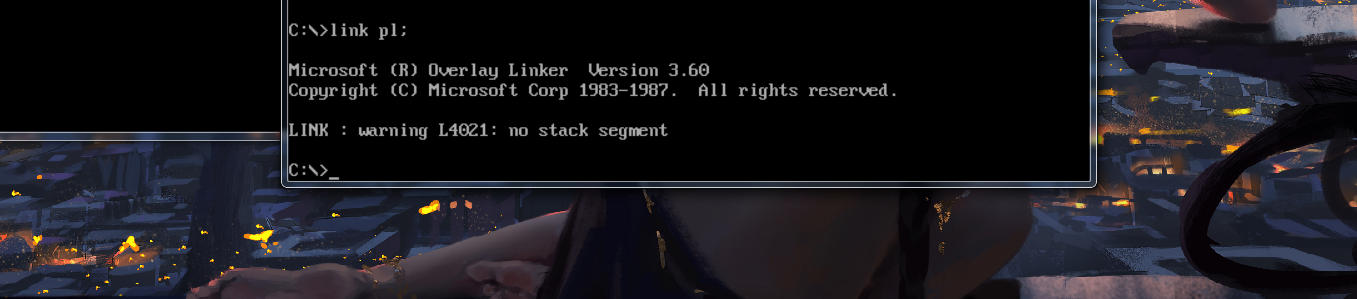 C:\>link pl;
Microsoft (R) Overlay Linker  Version 3.60
Copyright (C) Microsoft Corp 1983-1987.  All rights reserved.
LINK : warning L4021: no stack segment
C:\>_